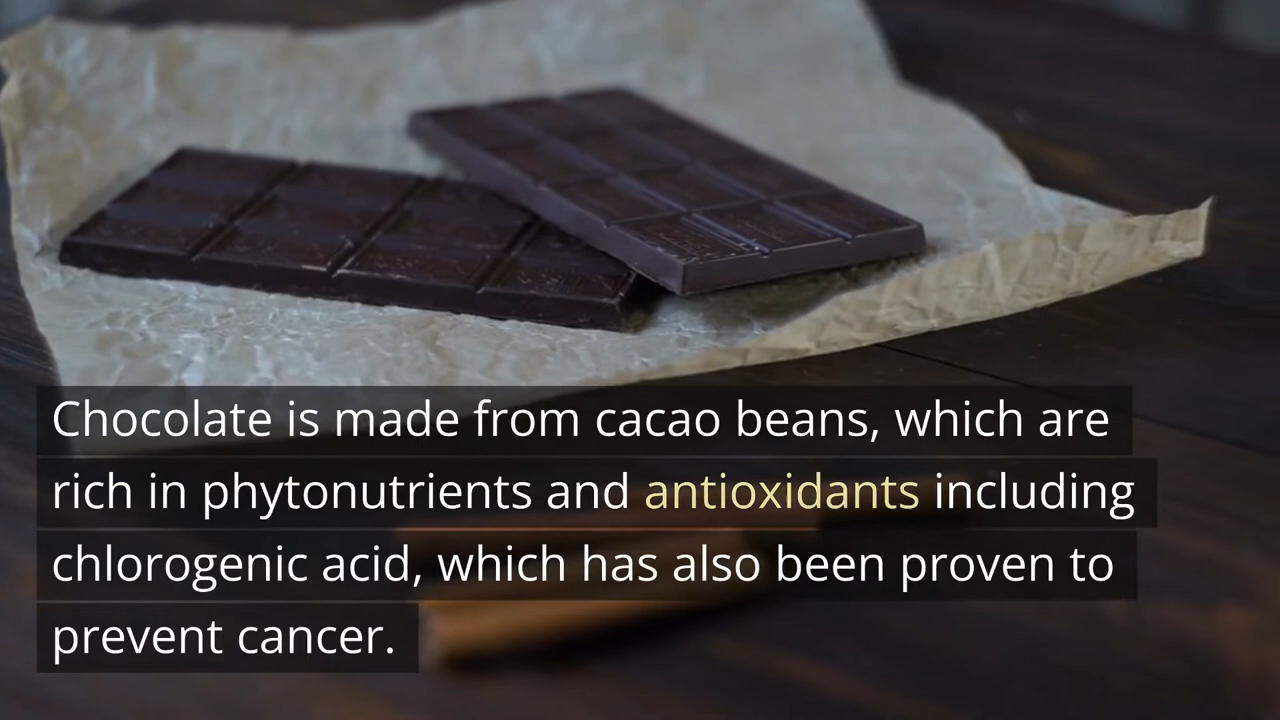 Chocolate is made from cacao beans, which are
rich in phytonutrients and antioxidants including
chlorogenic acid, which has also been proven to
prevent cancer.